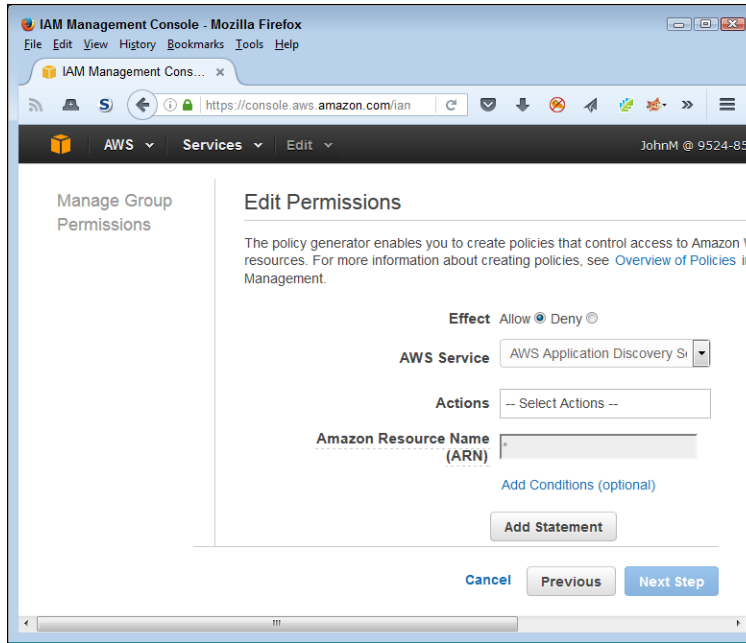 IAM Management Console - Mozilla Firefox
File Edit View History Bookmarks Tools Help
IAM Management Cons... ×
https://console.aws.amazon.com/ian
AWS Services Edit JohnM @ 9524-85
Manage Group
Permissions
Edit Permissions
The policy generator enables you to create policies that control access to Amazon
resources. For more information about creating policies, see Overview of Policies
Management.
Effect Allow Deny
AWS Service AWS Application Discovery
Actions -- Select Actions --
Amazon Resource Name
(ARN)
*
Add Conditions (optional)
Add Statement
Cancel Previous Next Step